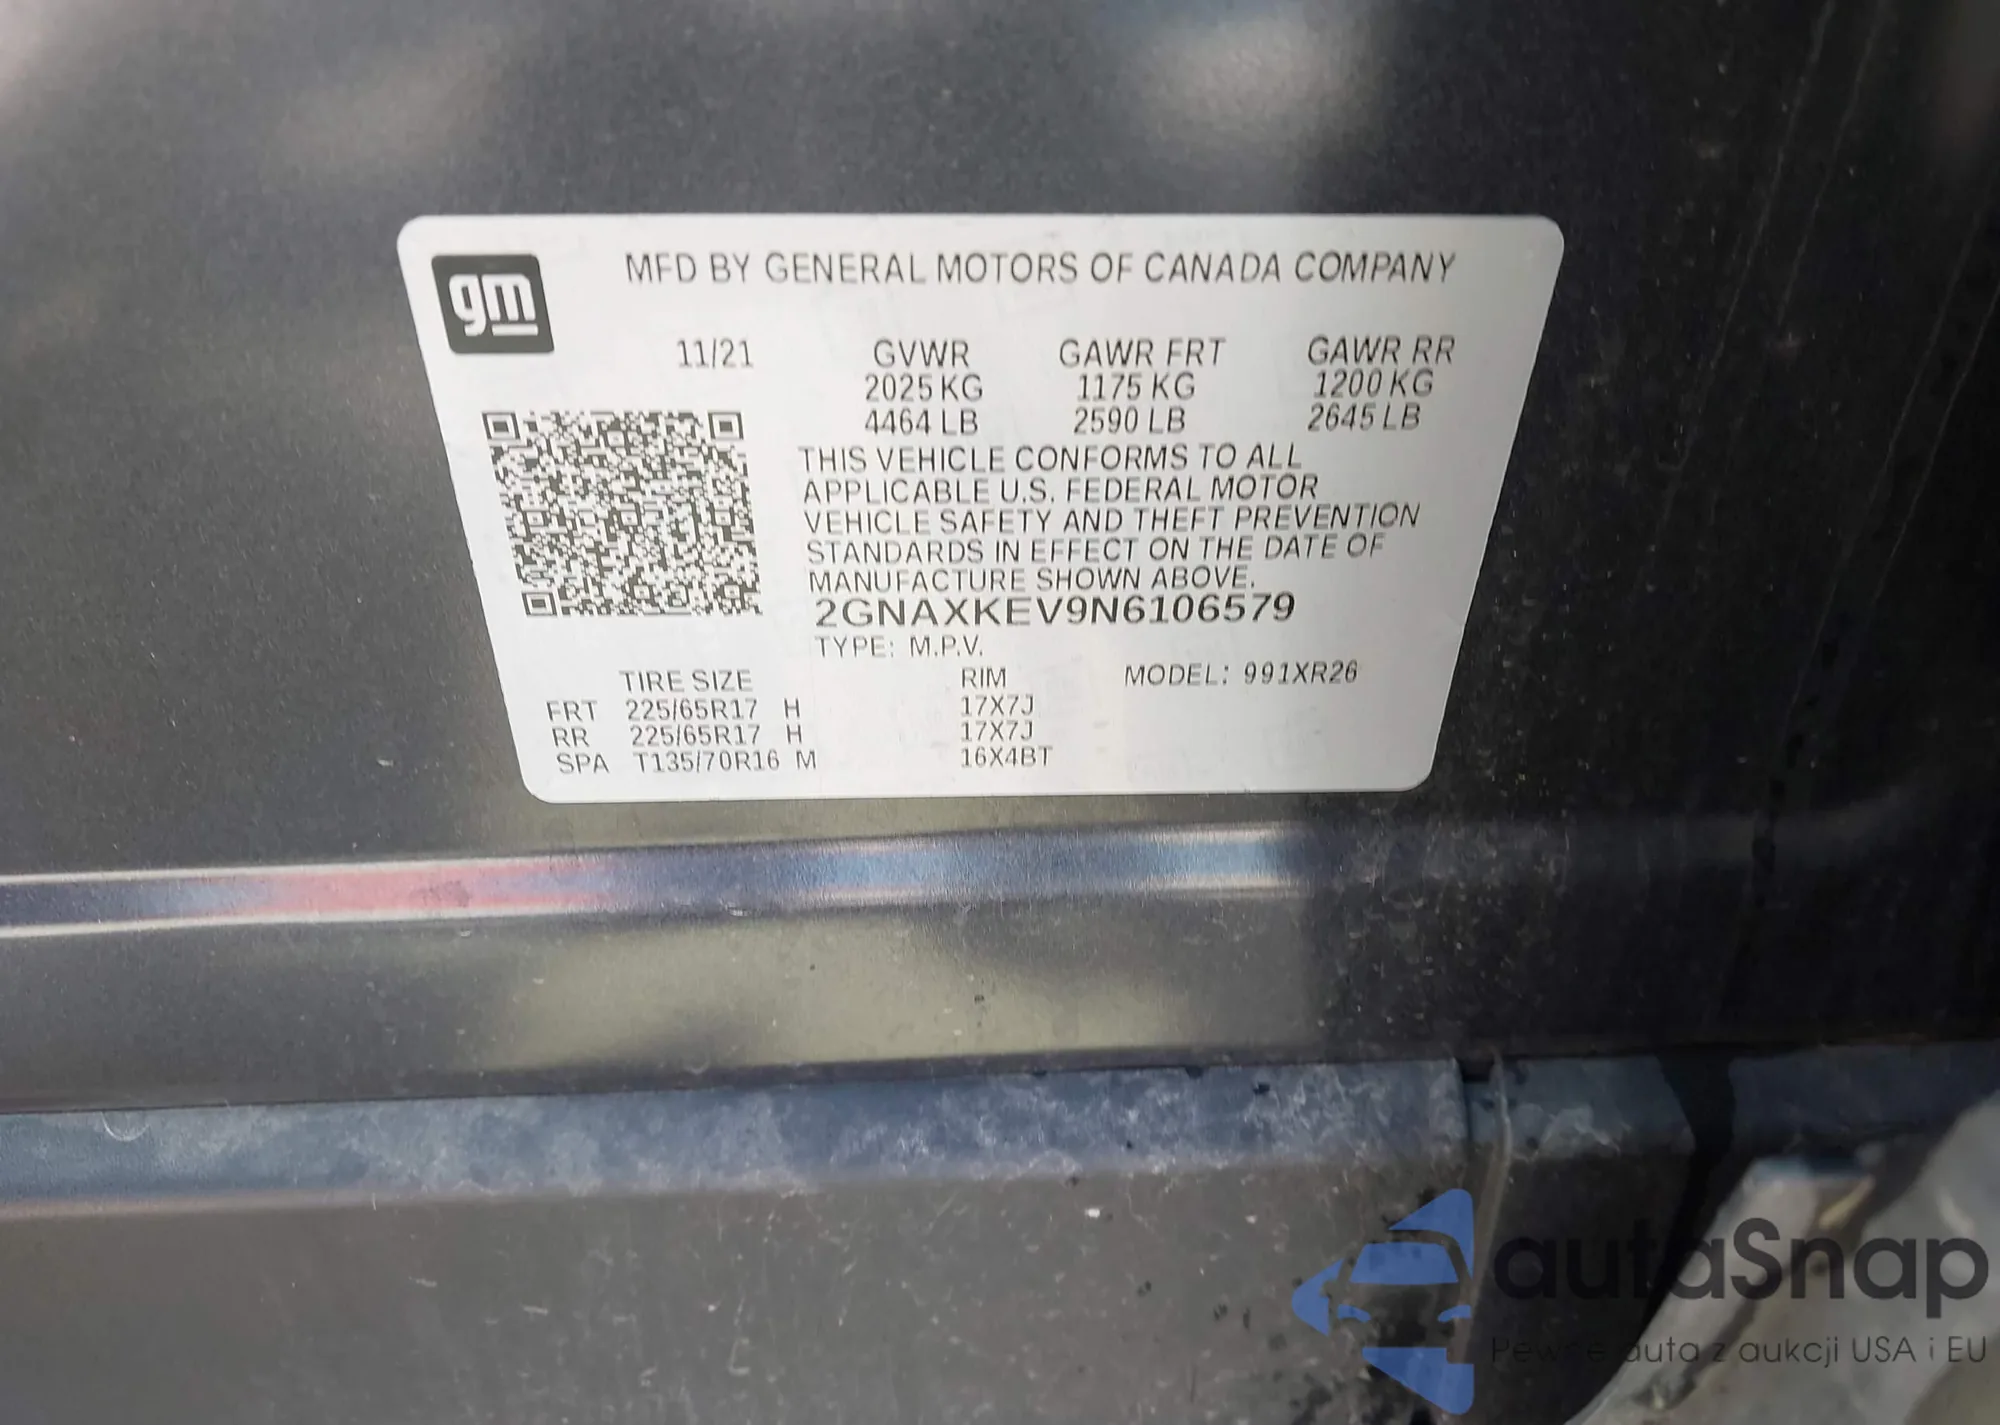 gm
MFD BY GENERAL MOTORS OF CANADA COMPANY
11/21 GVWR GAWR FRT GAWR RR
2025 KG 1175 KG 1200 KG
4464 LB 2590 LB 2645 LB
THIS VEHICLE CONFORMS TO ALL
APPLICABLE U.S. FEDERAL MOTOR
VEHICLE SAFETY AND THEFT PREVENTION
STANDARDS IN EFFECT ON THE DATE OF
MANUFACTURE SHOWN ABOVE.
2GNAXKEV9N6106579
TYPE: M.P.V.
TIRE SIZE RIM MODEL: 991XR26
FRT 225/65R17 H 17X7J
RR 225/65R17 H 17X7J
SPA T135/70R16 M 16X4BT
autaSnap
Pewne auta z aukcji USA i EU